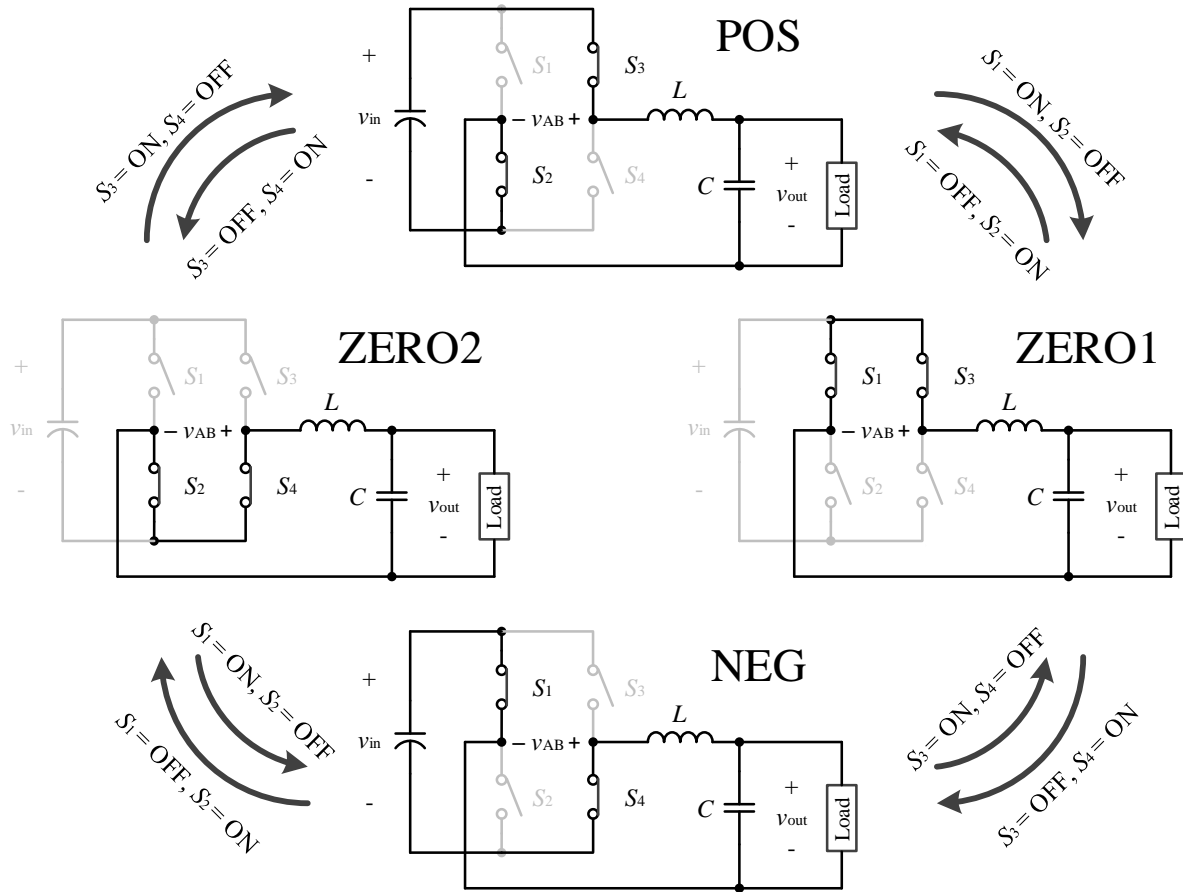 POS
+
S1
S3
L
vin
- vAB +
-
S2
S4
C
+
vout
-
Load
S3 = ON, S4 = OFF
S3 = OFF, S4 = ON
S1 = ON, S2 = OFF
S1 = OFF, S2 = ON
ZERO2
+
S1
S3
L
vin
- vAB +
-
S2
S4
C
+
vout
-
Load
ZERO1
+
S1
S3
L
vin
- vAB +
-
S2
S4
C
+
vout
-
Load
S1 = ON, S2 = OFF
S1 = OFF, S2 = ON
NEG
+
S1
S3
L
vin
- vAB +
-
S2
S4
C
+
vout
-
Load
S3 = ON, S4 = OFF
S3 = OFF, S4 = ON